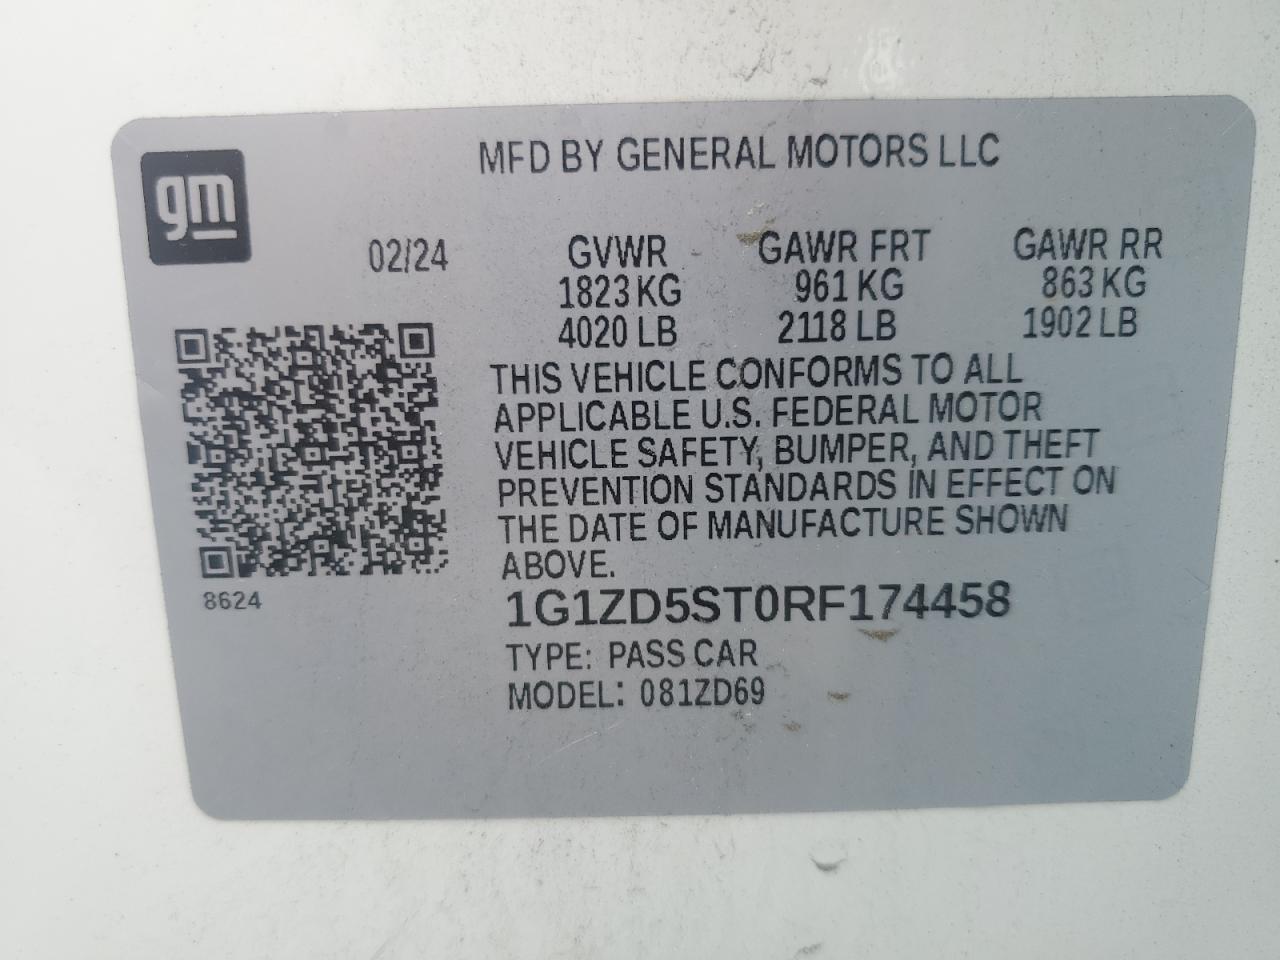 gm
MFD BY GENERAL MOTORS LLC
02/24
GVWR GAWR FRT GAWR RR
1823 KG 961 KG 863 KG
4020 LB 2118 LB 1902 LB
THIS VEHICLE CONFORMS TO ALL
APPLICABLE U.S. FEDERAL MOTOR
VEHICLE SAFETY, BUMPER, AND THEFT
PREVENTION STANDARDS IN EFFECT ON
THE DATE OF MANUFACTURE SHOWN
ABOVE.
8624
1G1ZD5ST0RF174458
TYPE: PASS CAR
MODEL: 081ZD69